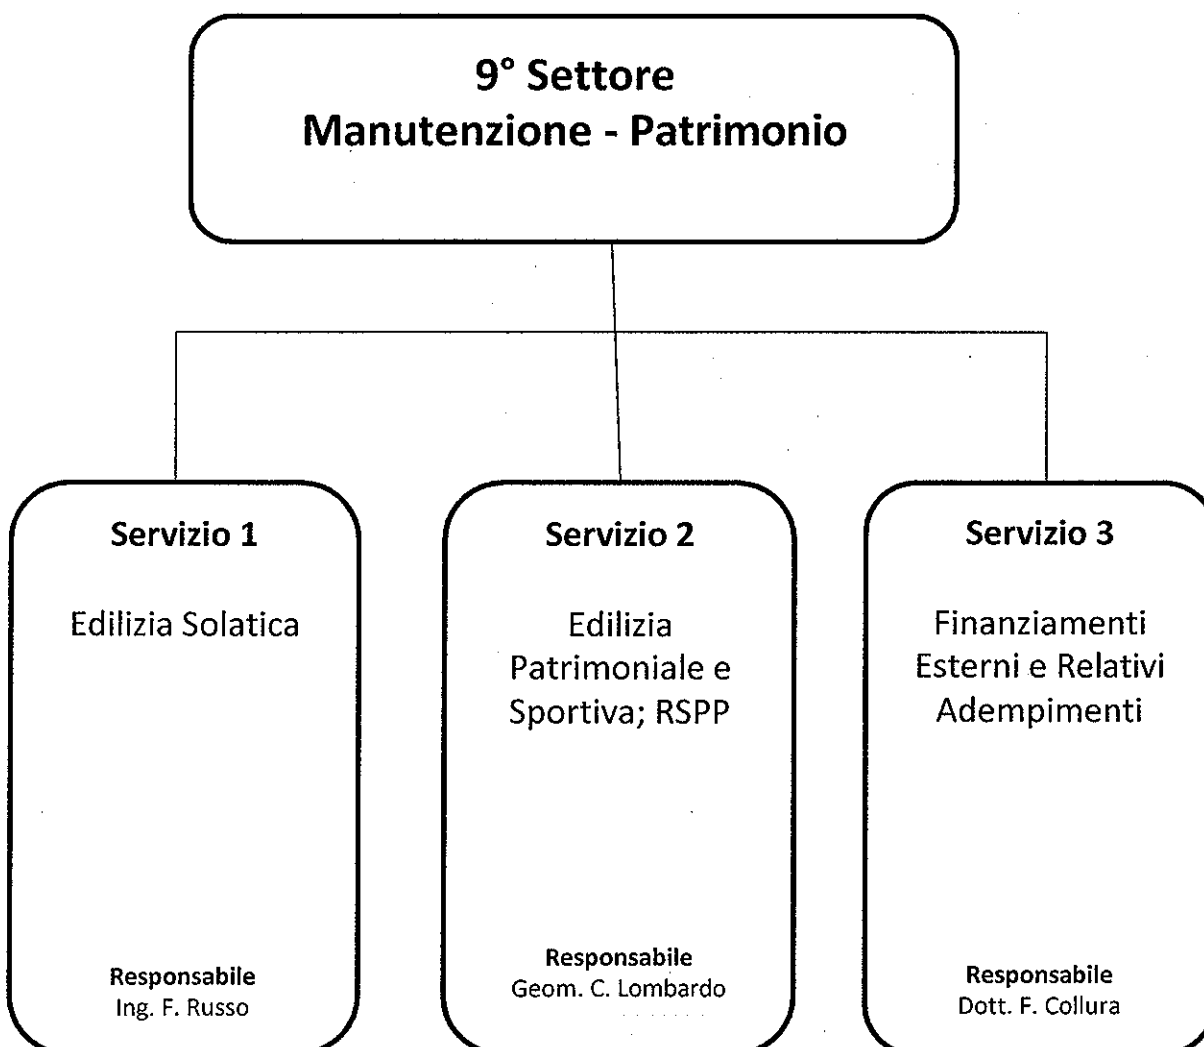 9° Settore
Manutenzione - Patrimonio
Servizio 1
Edilizia Solatica
Responsabile
Ing. F. Russo
Servizio 2
Edilizia
Patrimoniale e
Sportiva; RSPP
Responsabile
Geom. C. Lombardo
Servizio 3
Finanziamenti
Esterni e Relativi
Adempimenti
Responsabile
Dott. F. Collura